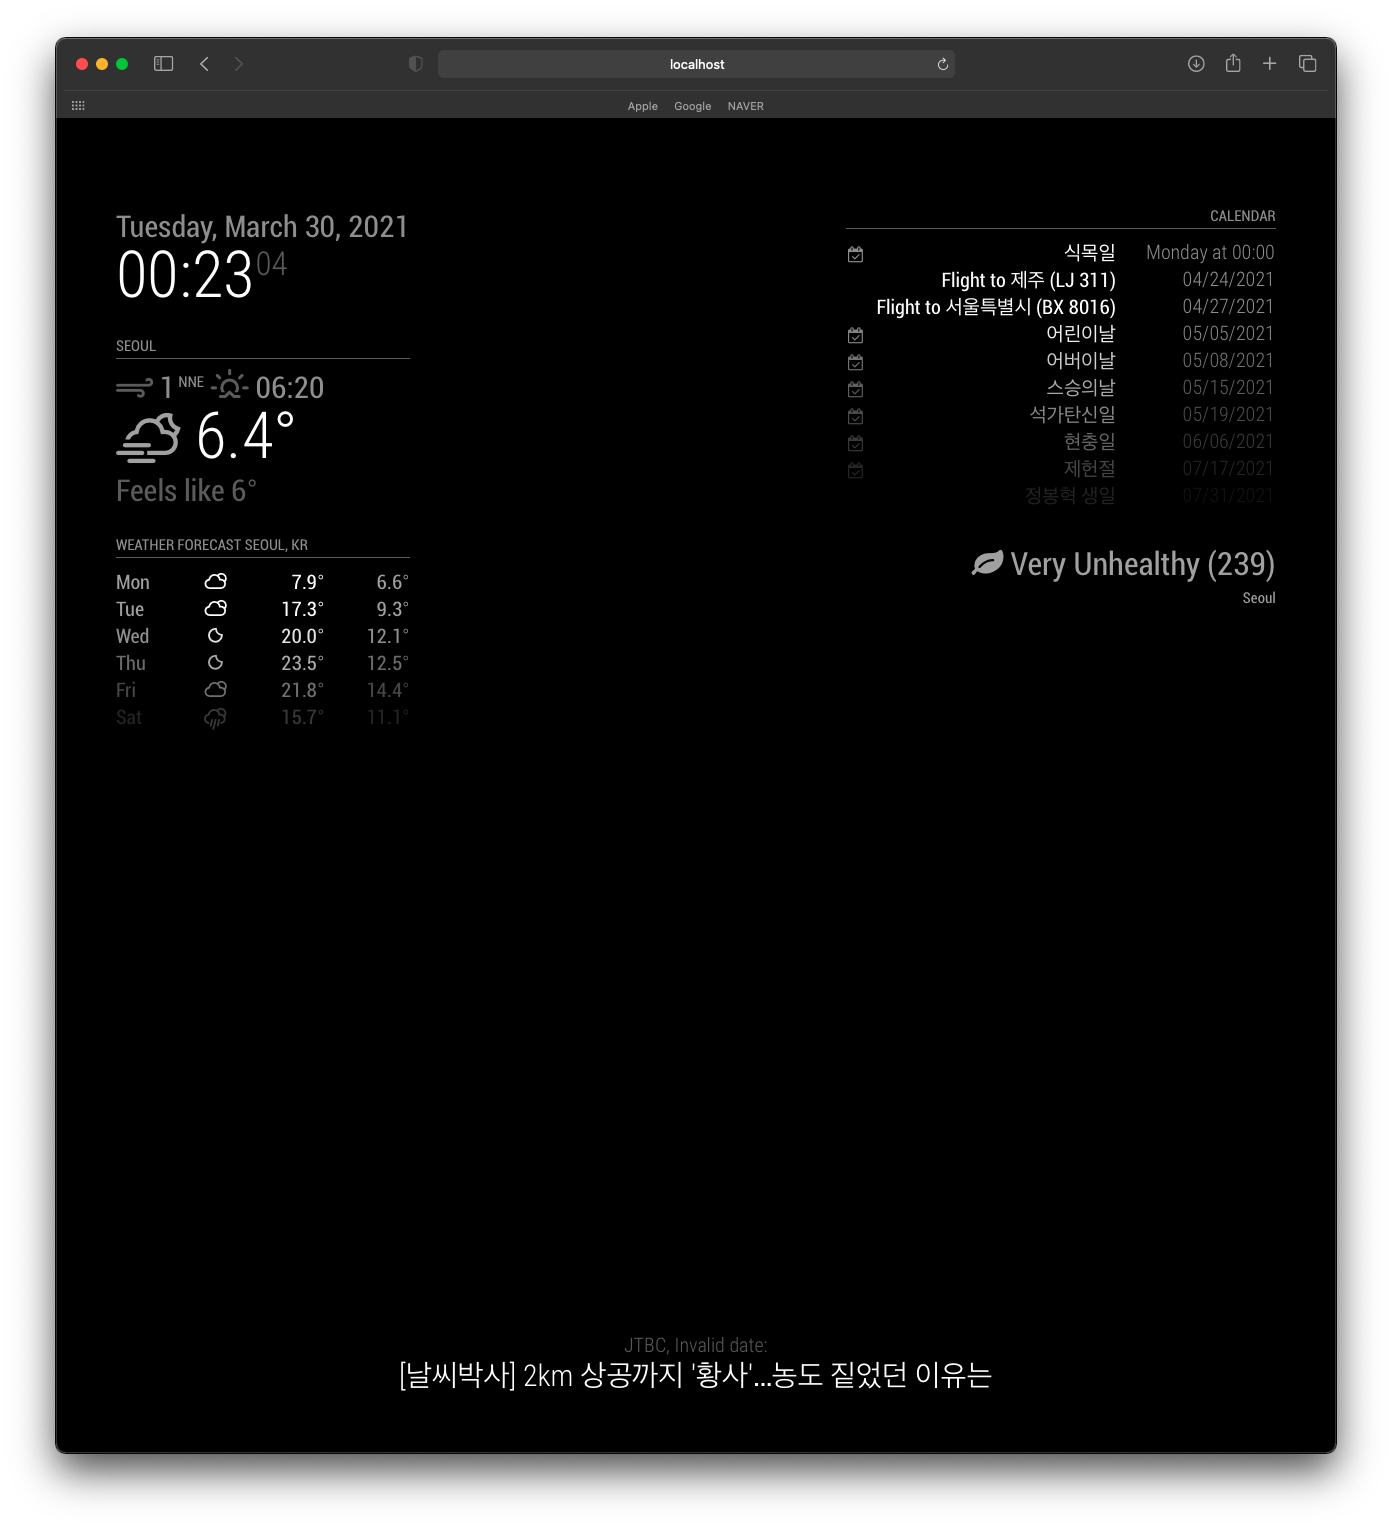 localhost
Apple Google NAVER
Tuesday, March 30, 2021
00:23 04
SEOUL
1 NNE 06:20
6.4°
Feels like 6°
WEATHER FORECAST SEOUL, KR
Mon 7.9° 6.6°
Tue 17.3° 9.3°
Wed 20.0° 12.1°
Thu 23.5° 12.5°
Fri 21.8° 14.4°
Sat 15.7° 11.1°
CALENDAR
식목일 Monday at 00:00
Flight to 제주 (LJ 311) 04/24/2021
Flight to 서울특별시 (BX 8016) 04/27/2021
어린이날 05/05/2021
어버이날 05/08/2021
스승의날 05/15/2021
석가탄신일 05/19/2021
현충일 06/06/2021
제헌절 07/17/2021
정봉혁 생일 07/31/2021
Very Unhealthy (239)
Seoul
JTBC, Invalid date:
[날씨박사] 2km 상공까지 '황사'...농도 짙었던 이유는